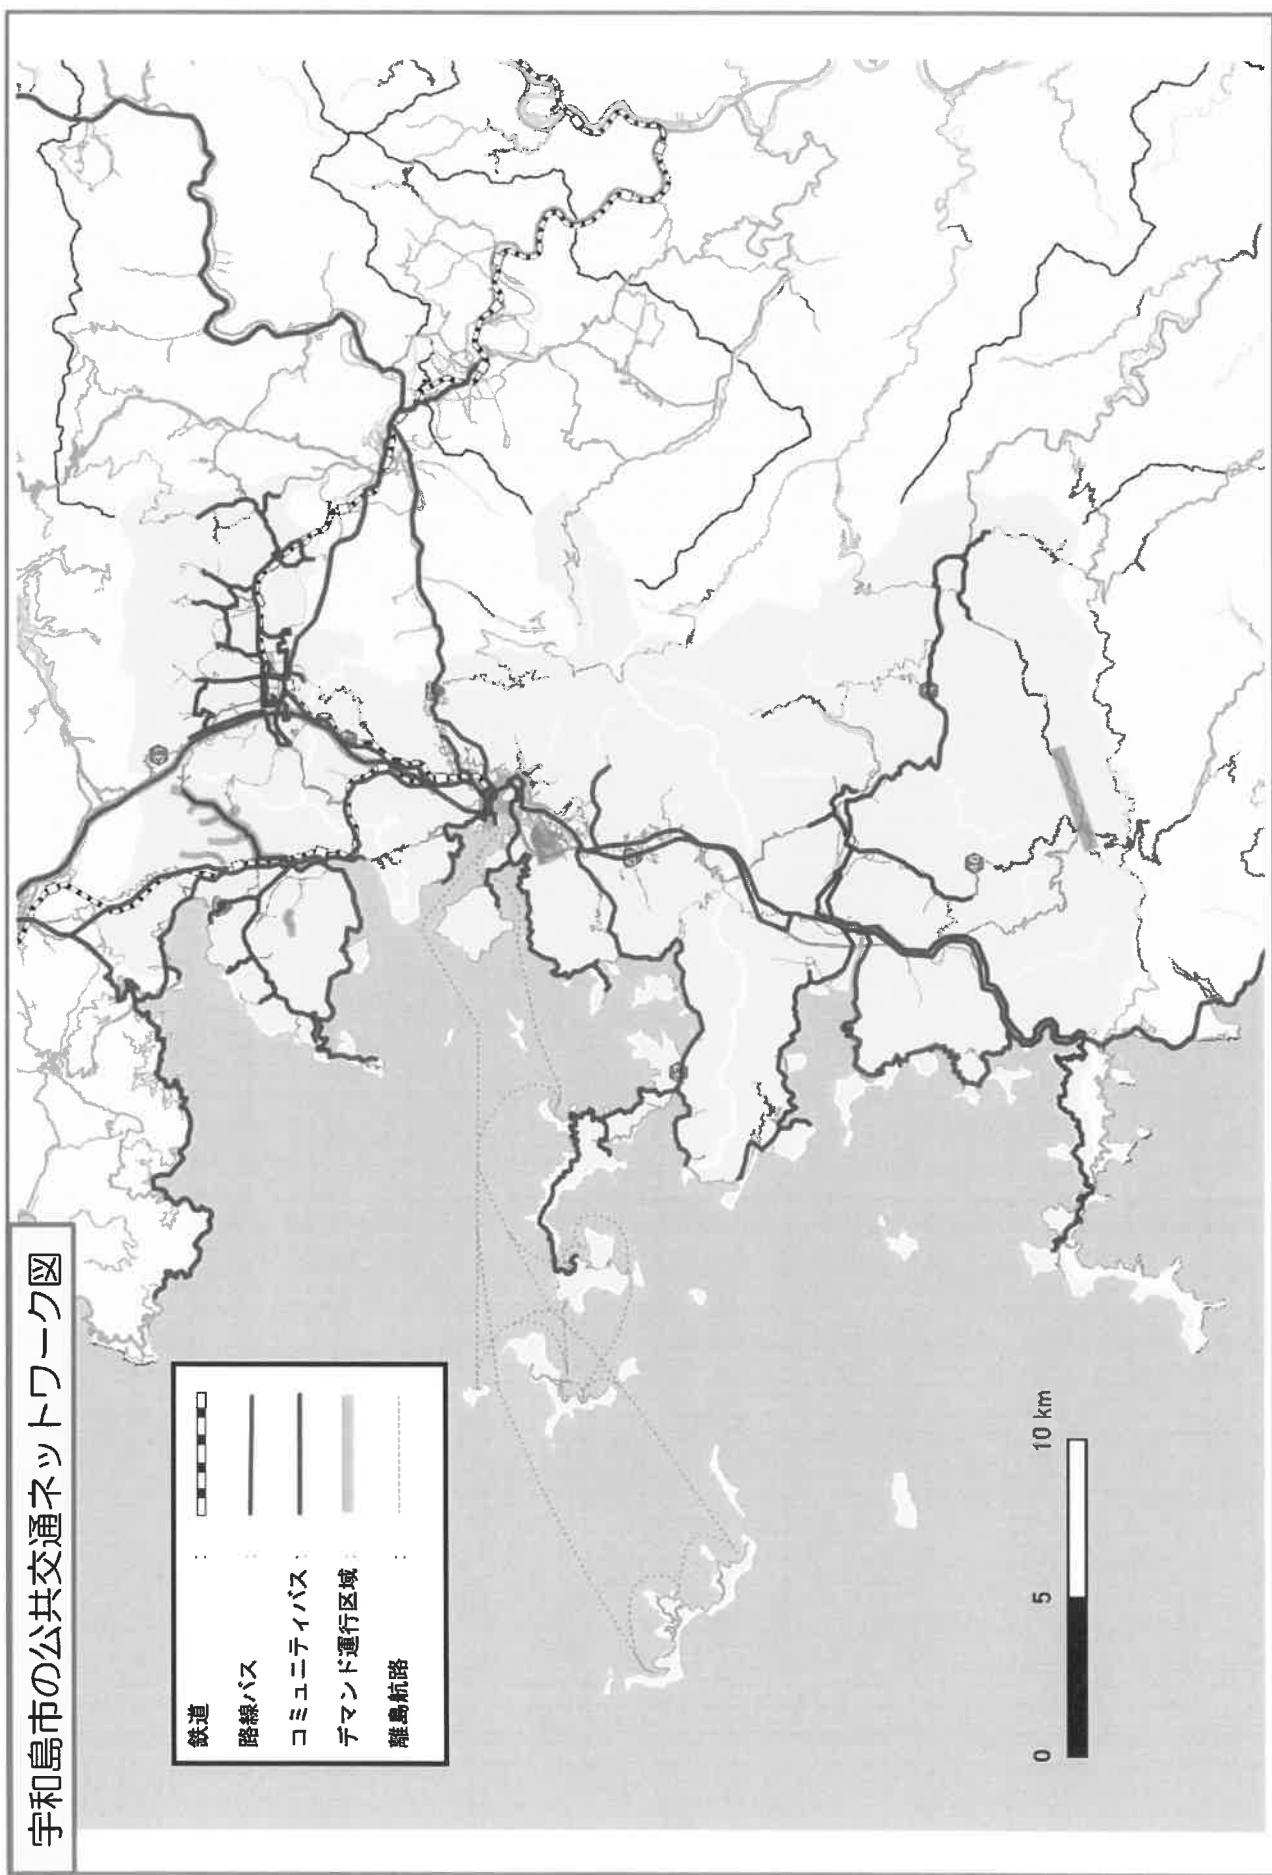 宇和島市の公共交通ネットワーク図
鉄道 :
路線バス :
コミュニティバス :
デマンド運行区域 :
離島航路 :
0 5 10 km